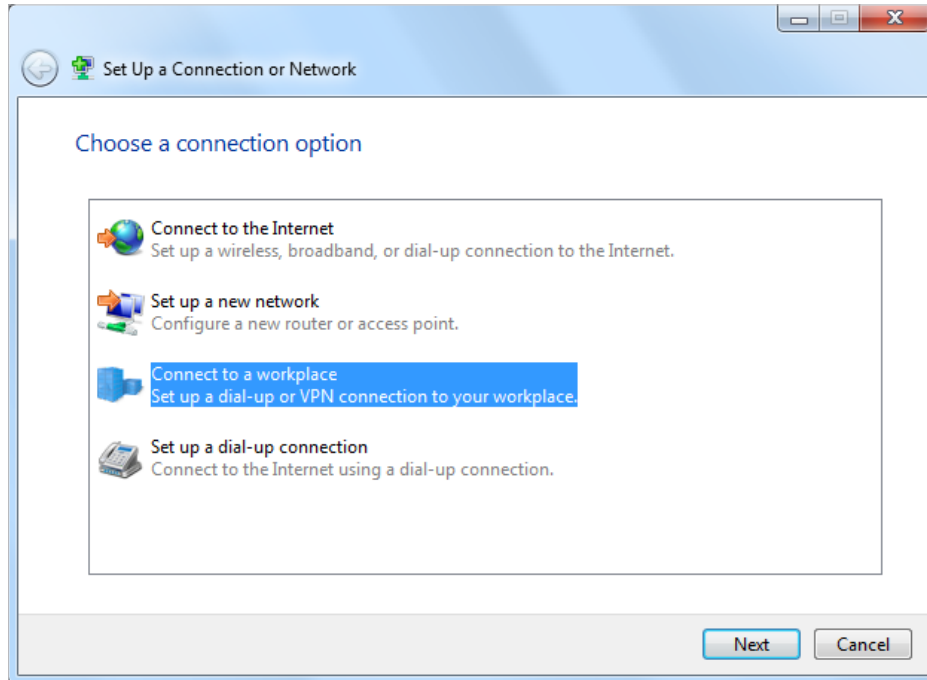 Set Up a Connection or Network
Choose a connection option
Connect to the Internet
Set up a wireless, broadband, or dial-up connection to the Internet.
Set up a new network
Configure a new router or access point.
Connect to a workplace
Set up a dial-up or VPN connection to your workplace.
Set up a dial-up connection
Connect to the Internet using a dial-up connection.
Next Cancel